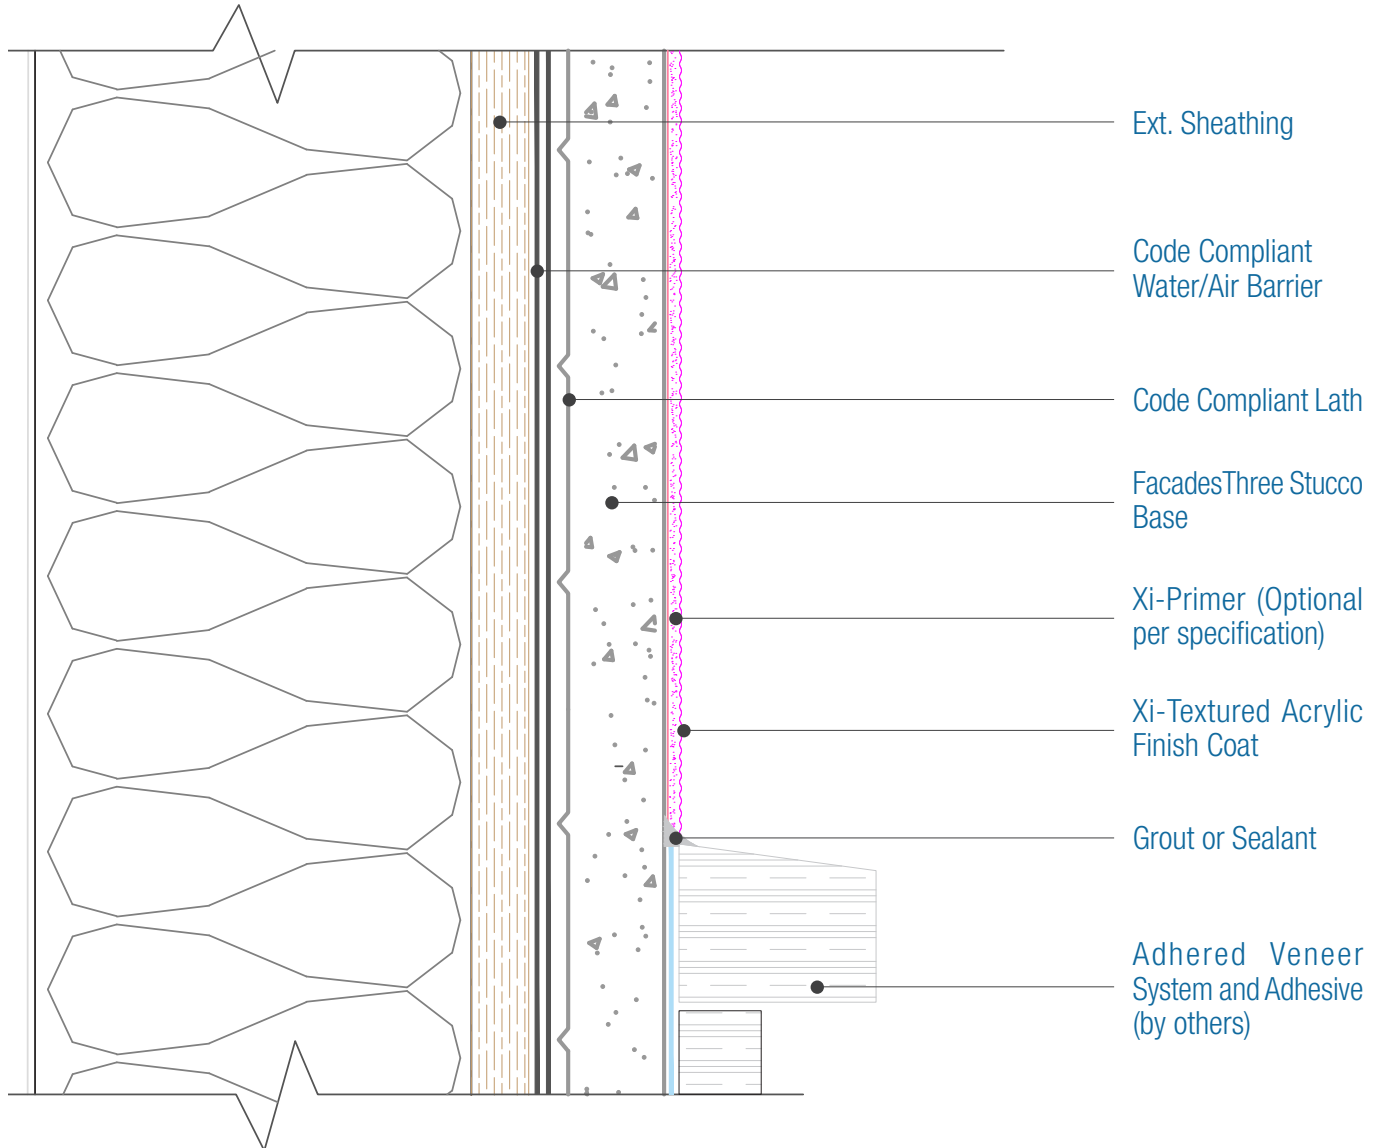 Ext. Sheathing
Code Compliant
Water/Air Barrier
Code Compliant Lath
FacadesThree Stucco
Base
Xi-Primer (Optional
per specification)
Xi-Textured Acrylic
Finish Coat
Grout or Sealant
Adhered Veneer
System and Adhesive
(by others)